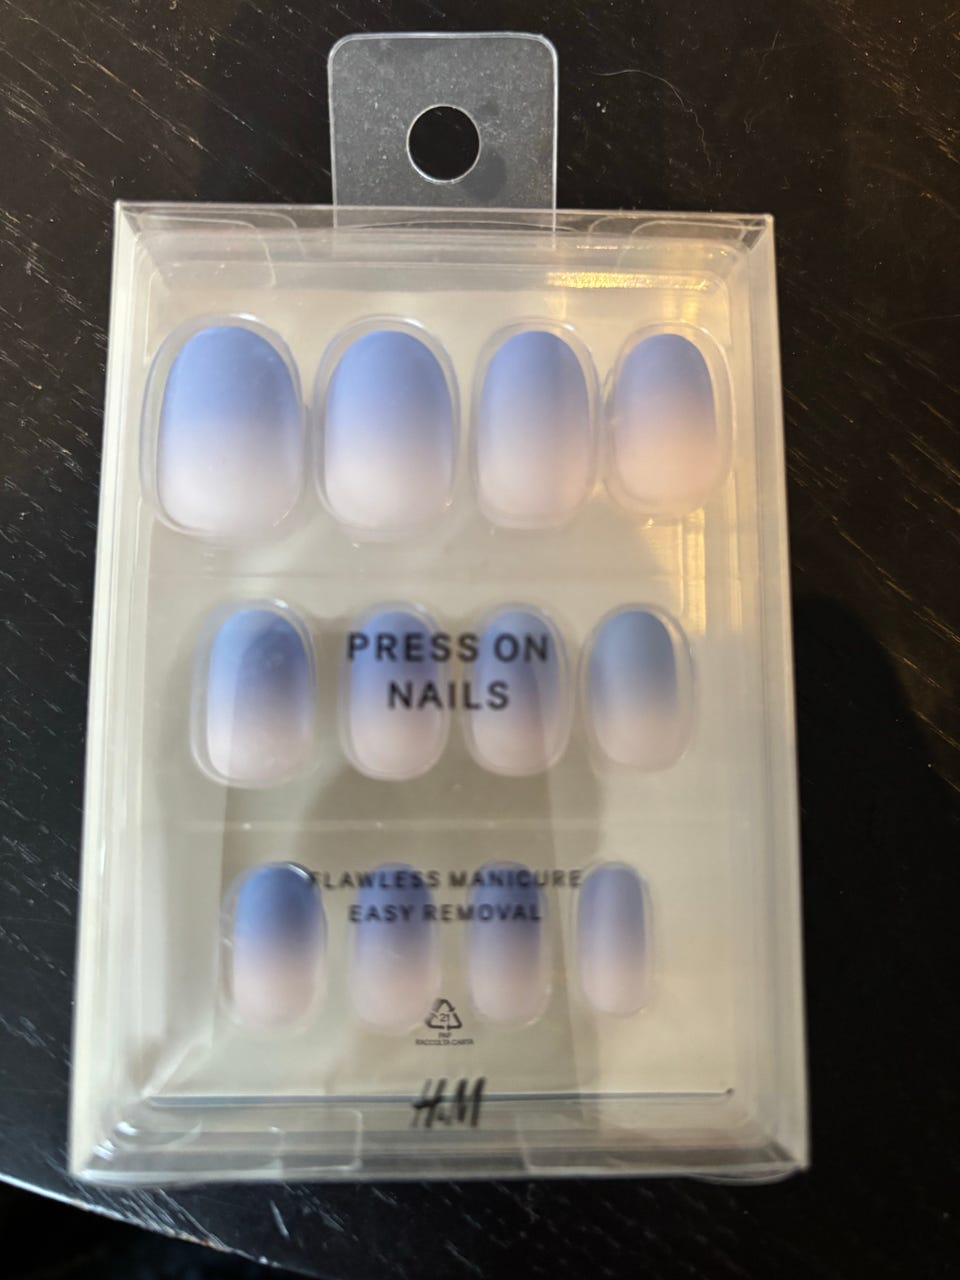 PRESS ON
NAILS
FLAWLESS MANICURE
EASY REMOVAL
21
PAP
RACCOLTA CARTA
H&M